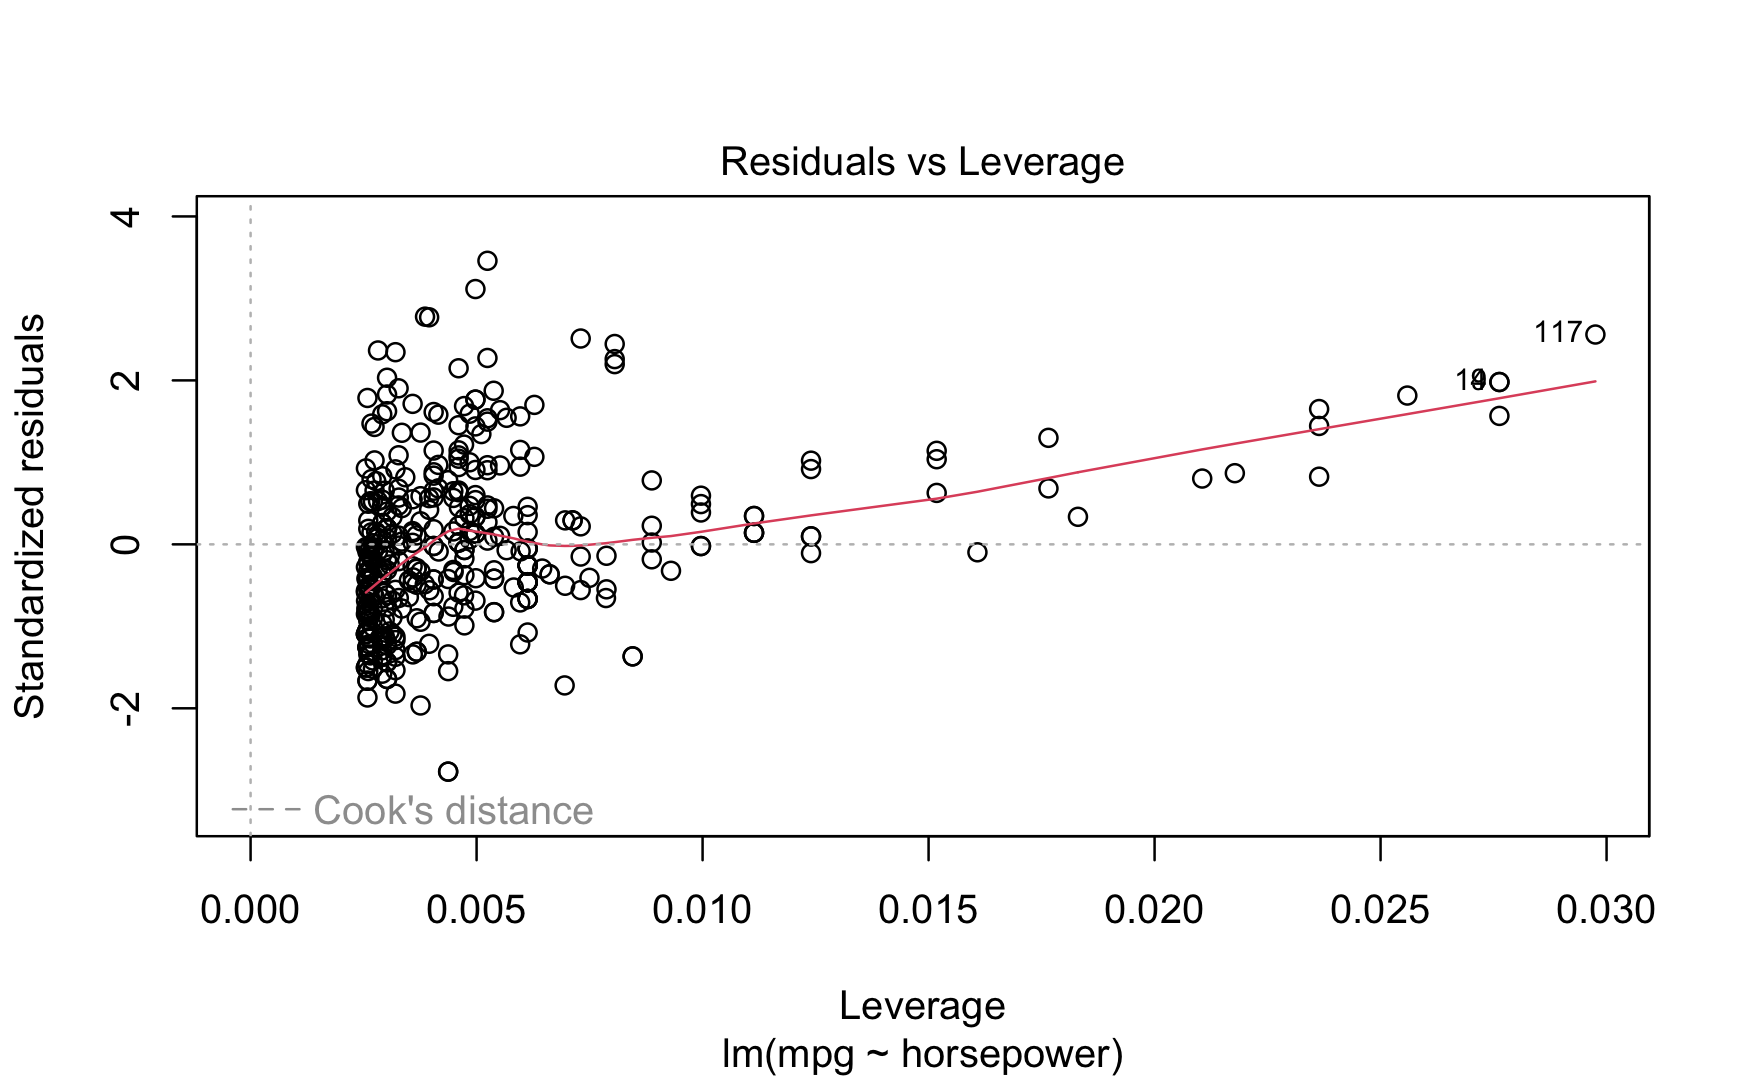 Residuals vs Leverage
Standardized residuals
4
2
0
-2
117
Cook's distance
0.000 0.005 0.010 0.015 0.020 0.025 0.030
Leverage
lm(mpg ~ horsepower)